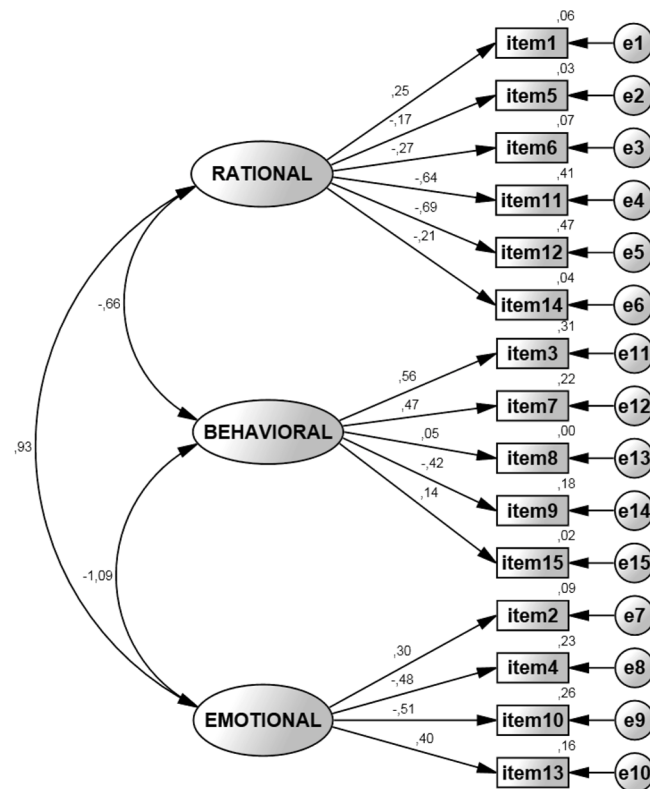 ,06
item1
e1
,25
,03
item5
e2
-,17
,07
item6
e3
-,27
RATIONAL
,41
item11
e4
-,64
,47
item12
e5
-,69
,04
item14
e6
-,21
-,66
,31
item3
e11
,56
,22
item7
e12
,47
BEHAVIORAL
,00
item8
e13
,05
,93
,18
item9
e14
-,42
,02
item15
e15
,14
-1,09
,09
item2
e7
,30
,23
item4
e8
-,48
EMOTIONAL
,26
item10
e9
-,51
,16
item13
e10
,40